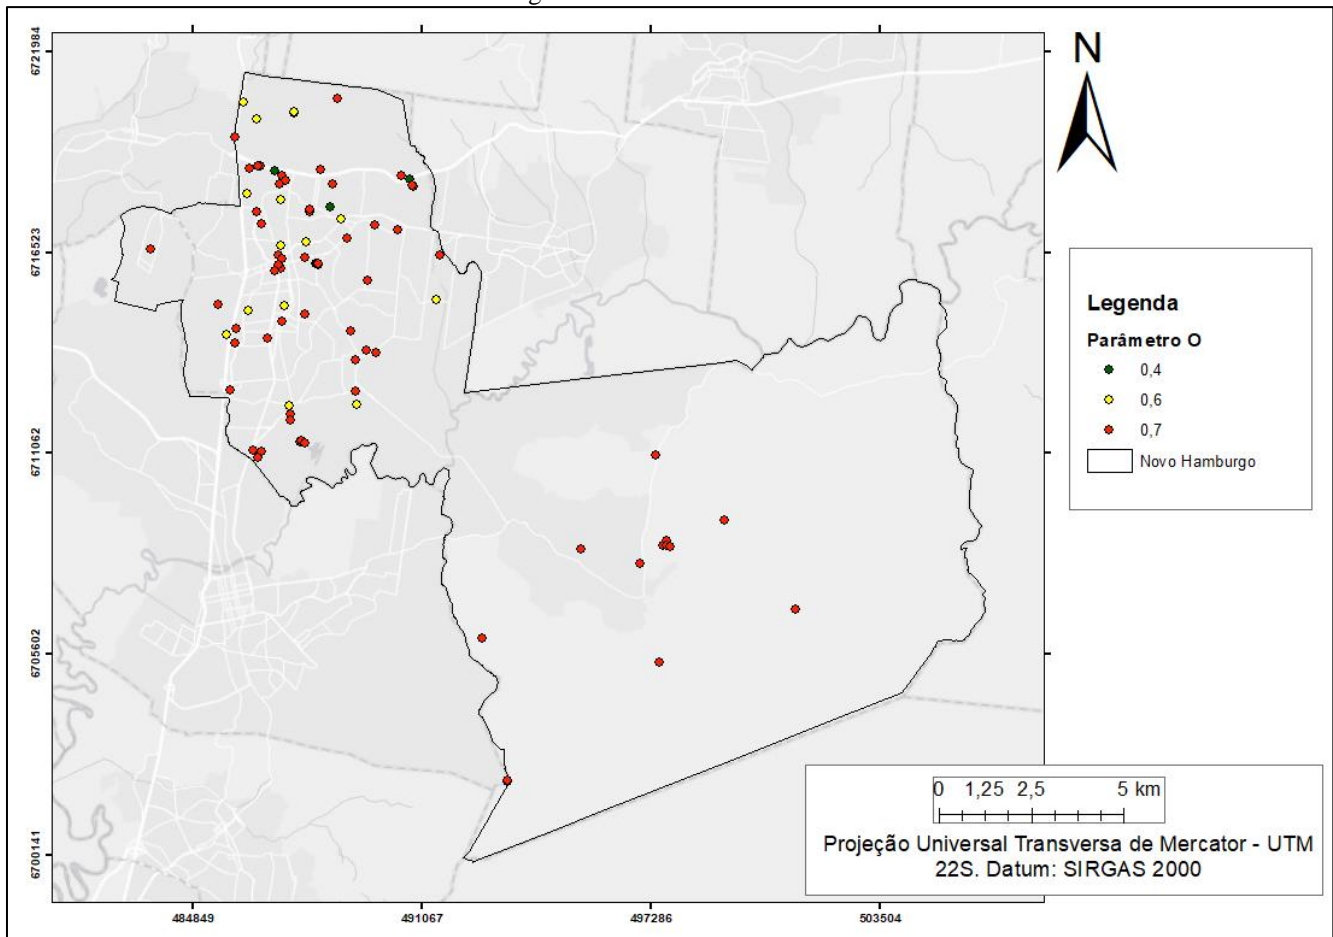 N
6721984
6716523
6711062
6705602
6700141
484849
491067
497286
503504
Legenda
Parâmetro O
0,4
0,6
0,7
Novo Hamburgo
0 1,25 2,5 5 km
Projeção Universal Transversa de Mercator - UTM
22S. Datum: SIRGAS 2000